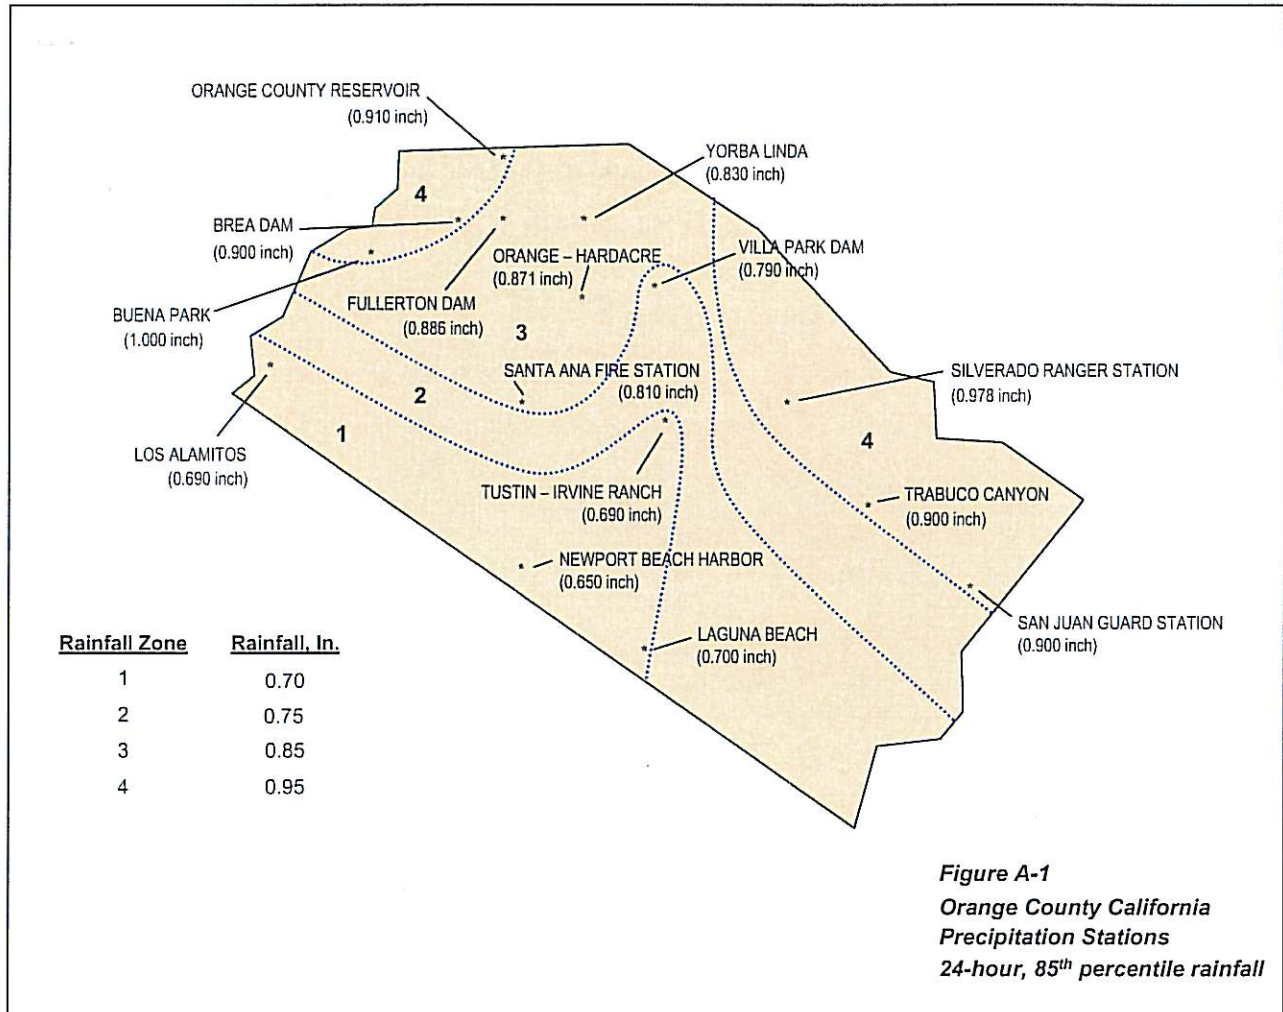 ORANGE COUNTY RESERVOIR
(0.910 inch)
YORBA LINDA
(0.830 inch)
4
BREA DAM
(0.900 inch)
ORANGE – HARDACRE
(0.871 inch)
VILLA PARK DAM
(0.790 inch)
BUENA PARK
(1.000 inch)
FULLERTON DAM
(0.886 inch)
3
SANTA ANA FIRE STATION
(0.810 inch)
SILVERADO RANGER STATION
(0.978 inch)
2
1
4
LOS ALAMITOS
(0.690 inch)
TUSTIN – IRVINE RANCH
(0.690 inch)
TRABUCO CANYON
(0.900 inch)
NEWPORT BEACH HARBOR
(0.650 inch)
SAN JUAN GUARD STATION
(0.900 inch)
LAGUNA BEACH
(0.700 inch)
Rainfall Zone Rainfall, In.
1 0.70
2 0.75
3 0.85
4 0.95
Figure A-1
Orange County California
Precipitation Stations
24-hour, 85th percentile rainfall